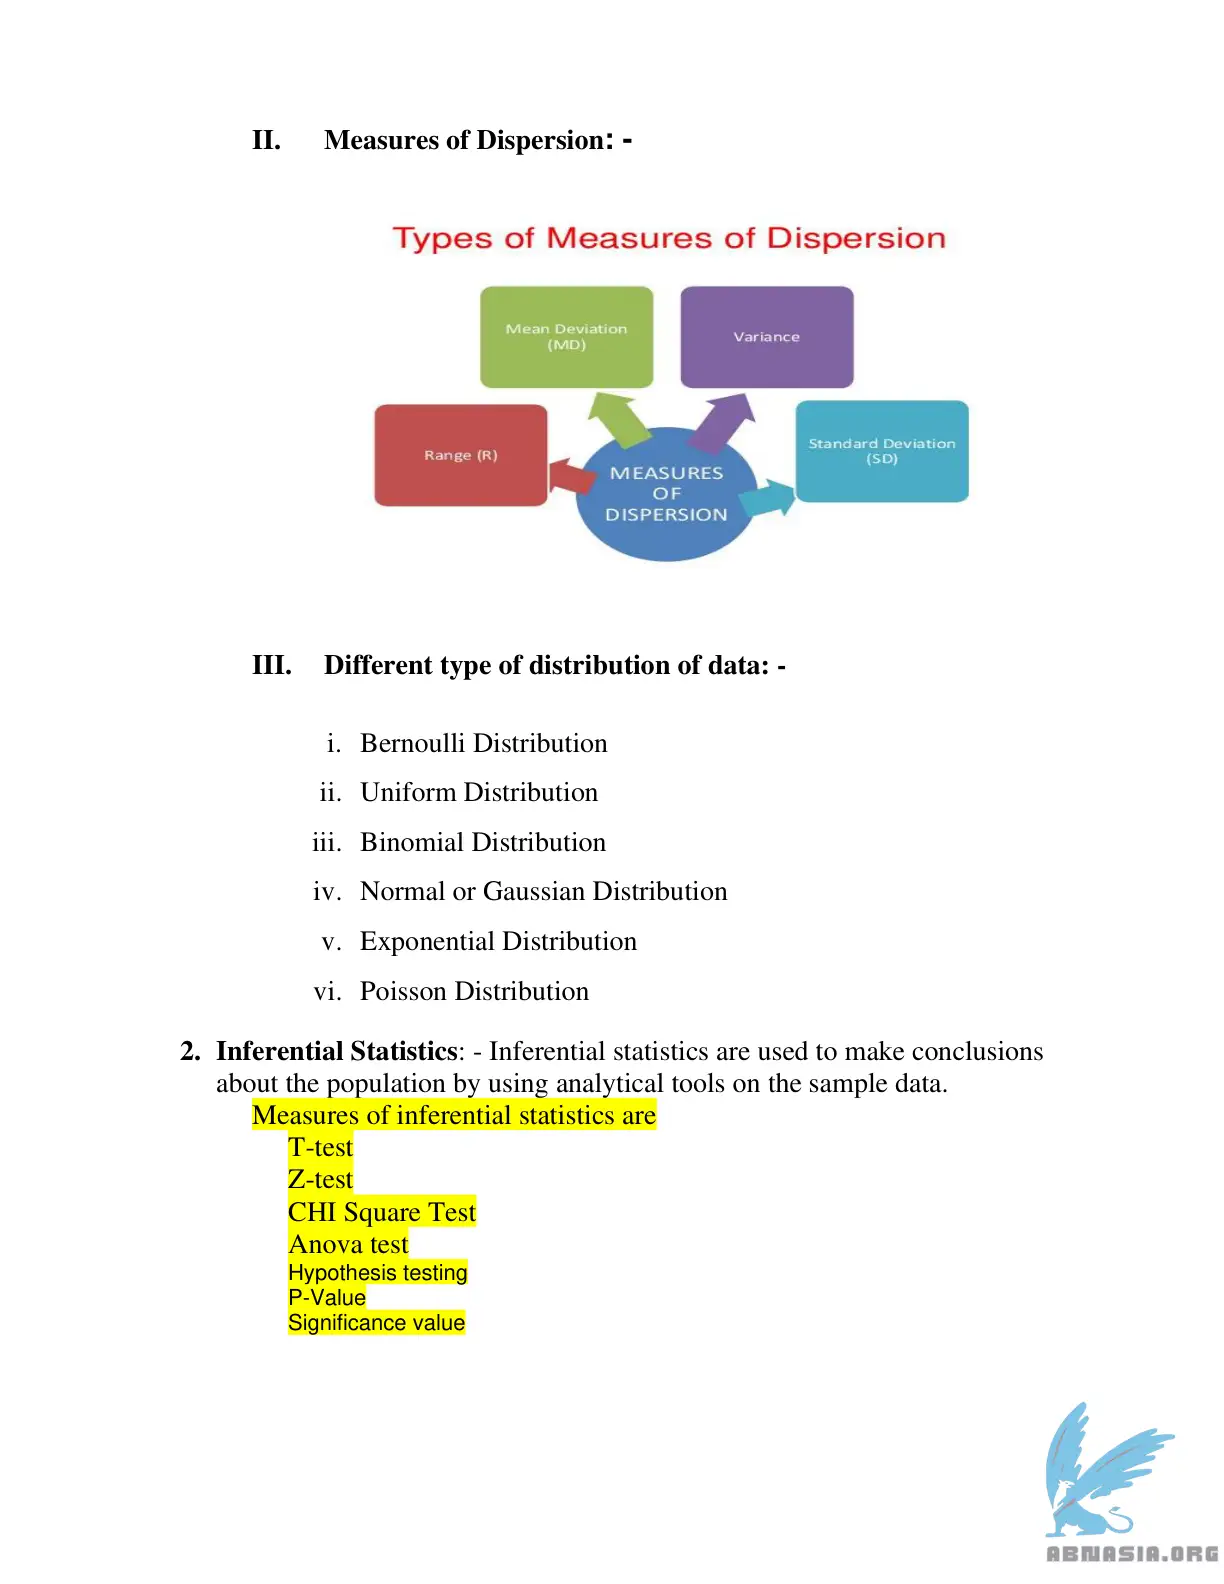 II. Measures of Dispersion: -
Types of Measures of Dispersion
Mean Deviation
(MD)
Variance
Range (R)
Standard Deviation
(SD)
MEASURES
OF
DISPERSION
III. Different type of distribution of data: -
i. Bernoulli Distribution
ii. Uniform Distribution
iii. Binomial Distribution
iv. Normal or Gaussian Distribution
v. Exponential Distribution
vi. Poisson Distribution
2. Inferential Statistics: - Inferential statistics are used to make conclusions
about the population by using analytical tools on the sample data.
Measures of inferential statistics are
T-test
Z-test
CHI Square Test
Anova test
Hypothesis testing
P-Value
Significance value
ABNASIA.ORG